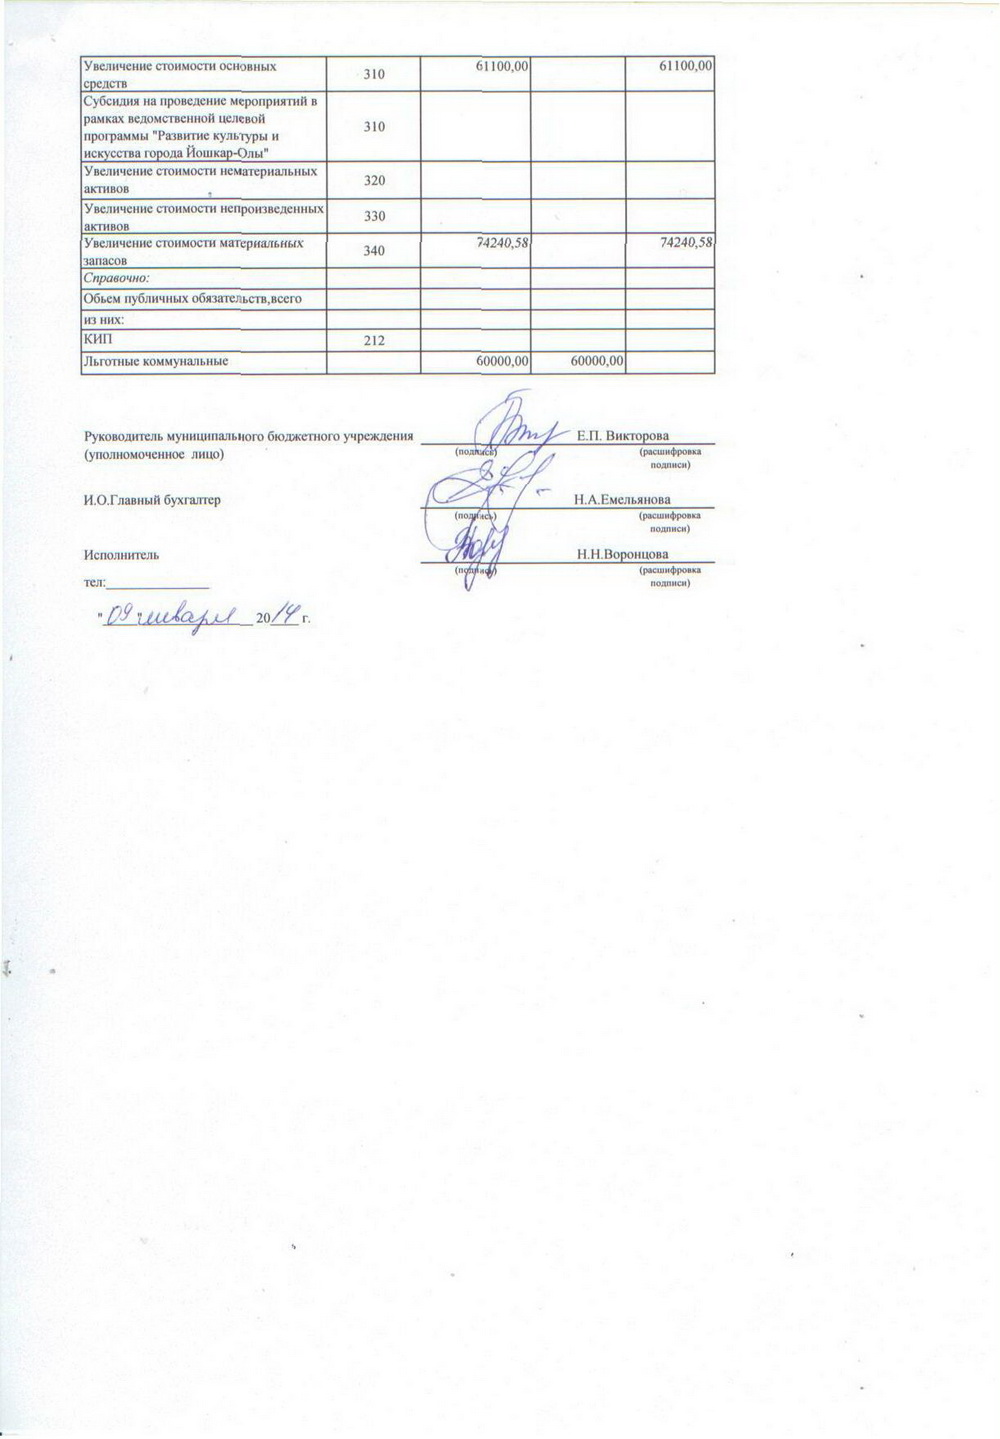 Увеличение стоимости основных
средств 310 61100,00 61100,00
Субсидия на проведение мероприятий в
рамках ведомственной целевой
программы "Развитие культуры и
искусства города Йошкар-Олы" 310
Увеличение стоимости нематериальных
активов 320
Увеличение стоимости непроизведенных
активов 330
Увеличение стоимости материальных
запасов 340 74240,58 74240,58
Справочно:
Обьем публичных обязательств,всего
из них:
КИП 212
Льготные коммунальные 60000,00 60000,00
Руководитель муниципального бюджетного учреждения Е.П. Викторова
(уполномоченное лицо) (подпись) (расшифровка
подписи)
И.О.Главный бухгалтер Н.А.Емельянова
(подпись) (расшифровка
подписи)
Исполнитель Н.Н.Воронцова
(подпись) (расшифровка
подписи)
тел:
"09" января 2014 г.